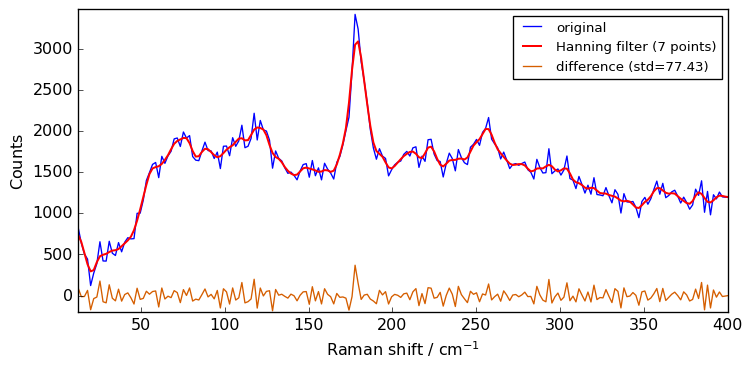 original
Hanning filter (7 points)
difference (std=77.43)
Counts
3000
2500
2000
1500
1000
500
0
50 100 150 200 250 300 350 400
Raman shift / cm⁻¹